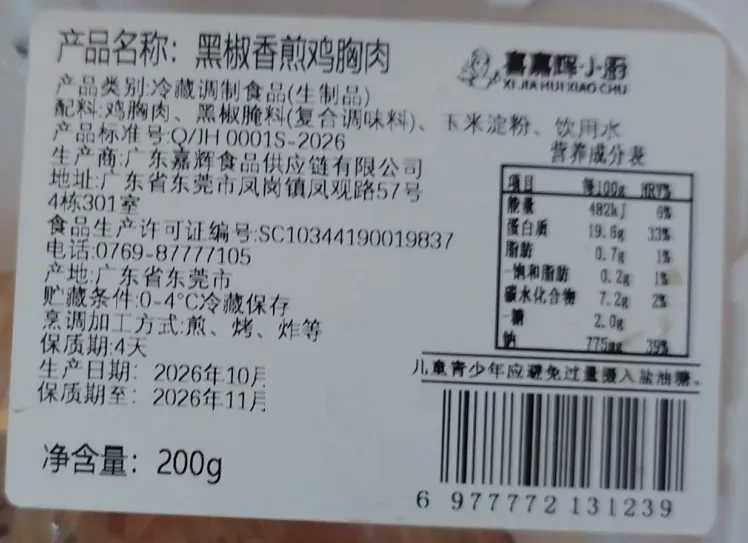 产品名称：黑椒香煎鸡胸肉
喜嘉辉·小厨
XI JIA HUI XIAO CHU
产品类别:冷藏调制食品(生制品)
配料:鸡胸肉、黑椒腌料(复合调味料)、玉米淀粉、饮用水
产品标准号:Q/JH 0001S-2026
生产商:广东嘉辉食品供应链有限公司
地址:广东省东莞市凤岗镇凤观路57号
4栋301室
食品生产许可证编号:SC10344190019837
电话:0769-87777105
产地:广东省东莞市
贮藏条件:0-4°C冷藏保存
烹调加工方式:煎、烤、炸等
保质期:4天
生产日期：2026年10月
保质期至：2026年11月
净含量：200g
营养成分表
项目 每100g NRV%
能量 482kJ 6%
蛋白质 19.6g 33%
脂肪 0.7g 1%
-饱和脂肪 0.2g 1%
碳水化合物 7.2g 2%
-糖 2.0g
钠 775mg 39%
儿童青少年应避免过量摄入盐油糖。
6 977772 131239